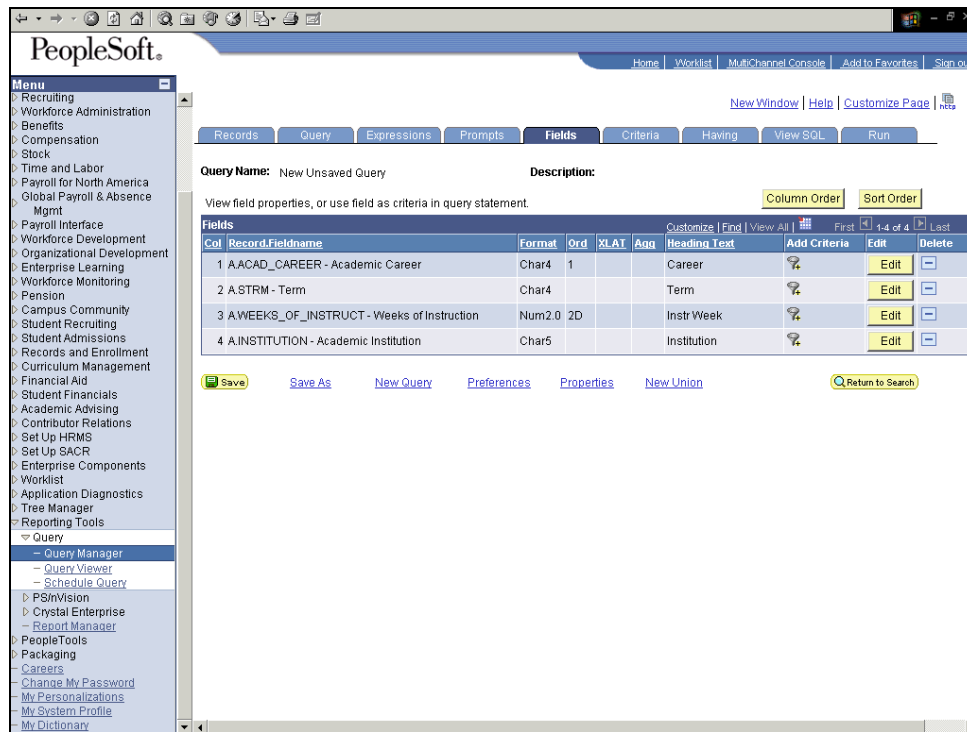 PeopleSoft®
Home | Worklist | MultiChannel Console | Add to Favorites | Sign ou
Menu
Recruiting
Workforce Administration
Benefits
Compensation
Stock
Time and Labor
Payroll for North America
Global Payroll & Absence
Mgmt
Payroll Interface
Workforce Development
Organizational Development
Enterprise Learning
Workforce Monitoring
Pension
Campus Community
Student Recruiting
Student Admissions
Records and Enrollment
Curriculum Management
Financial Aid
Student Financials
Academic Advising
Contributor Relations
Set Up HRMS
Set Up SACR
Enterprise Components
Worklist
Application Diagnostics
Tree Manager
Reporting Tools
Query
Query Manager
Query Viewer
Schedule Query
PS/nVision
Crystal Enterprise
Report Manager
PeopleTools
Packaging
Careers
Change My Password
My Personalizations
My System Profile
My Dictionary
New Window | Help | Customize Page | http
Records Query Expressions Prompts Fields Criteria Having View SQL Run
Query Name: New Unsaved Query Description:
View field properties, or use field as criteria in query statement. Column Order Sort Order
Fields Customize | Find | View All | First 1-4 of 4 Last
Col Record.Fieldname Format Ord XLAT Agg Heading Text Add Criteria Edit Delete
1 A.ACAD_CAREER - Academic Career Char4 1 Career Edit
2 A.STRM - Term Char4 Term Edit
3 A.WEEKS_OF_INSTRUCT - Weeks of Instruction Num2.0 2D Instr Week Edit
4 A.INSTITUTION - Academic Institution Char5 Institution Edit
Save Save As New Query Preferences Properties New Union Return to Search